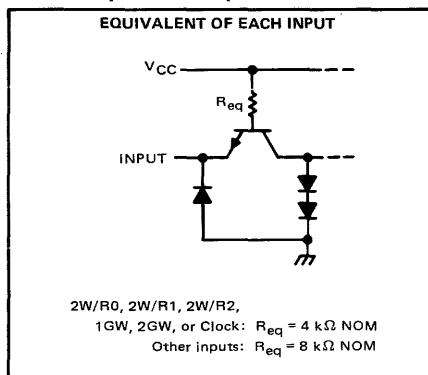 EQUIVALENT OF EACH INPUT
VCC
Req
INPUT
2W/R0, 2W/R1, 2W/R2,
1GW, 2GW, or Clock: Req = 4 kΩ NOM
Other inputs: Req = 8 kΩ NOM